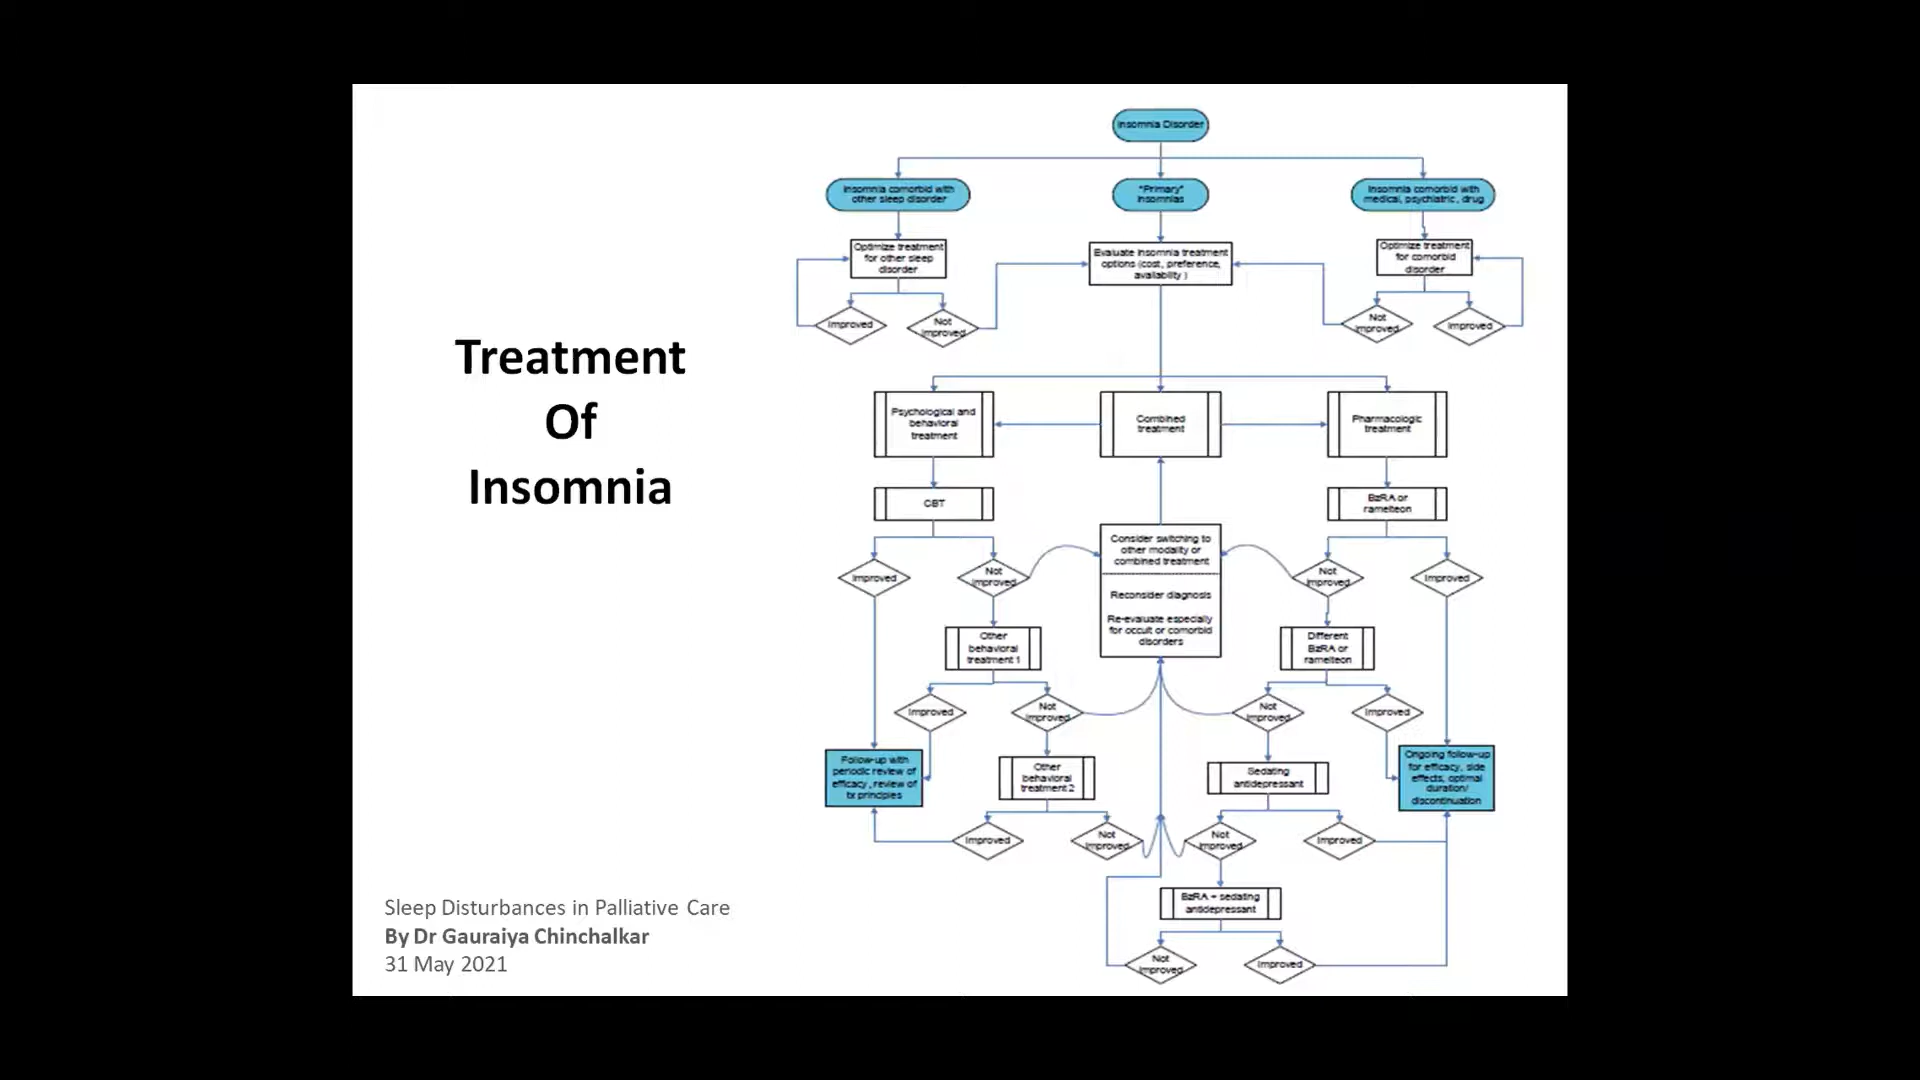 Treatment
Of
Insomnia
Sleep Disturbances in Palliative Care
By Dr Gauraiya Chinchalkar
31 May 2021
Insomnia Disorder
Insomnia comorbid with
other sleep disorder
"Primary"
insomnias
Insomnia comorbid with
medical, psychiatric, drug
Optimize treatment
for other sleep
disorder
Evaluate insomnia treatment
options (cost, preference,
availability )
Optimize treatment
for comorbid
disorder
Improved
Not
improved
Not
improved
Improved
Psychological and
behavioral
treatment
Combined
treatment
Pharmacologic
treatment
CBT
BzRA or
ramelteon
Improved
Not
improved
Consider switching to
other modality or
combined treatment
Reconsider diagnosis
Re-evaluate especially
for occult or comorbid
disorders
Not
improved
Improved
Other
behavioral
treatment 1
Different
BzRA or
ramelteon
Improved
Not
improved
Not
improved
Improved
Follow-up with
periodic review of
efficacy, review of
tx principles
Other
behavioral
treatment 2
Sedating
antidepressant
Ongoing follow-up
for efficacy, side
effects, optimal
duration/
discontinuation
Improved
Not
improved
Not
improved
Improved
BzRA + sedating
antidepressant
Not
improved
Improved